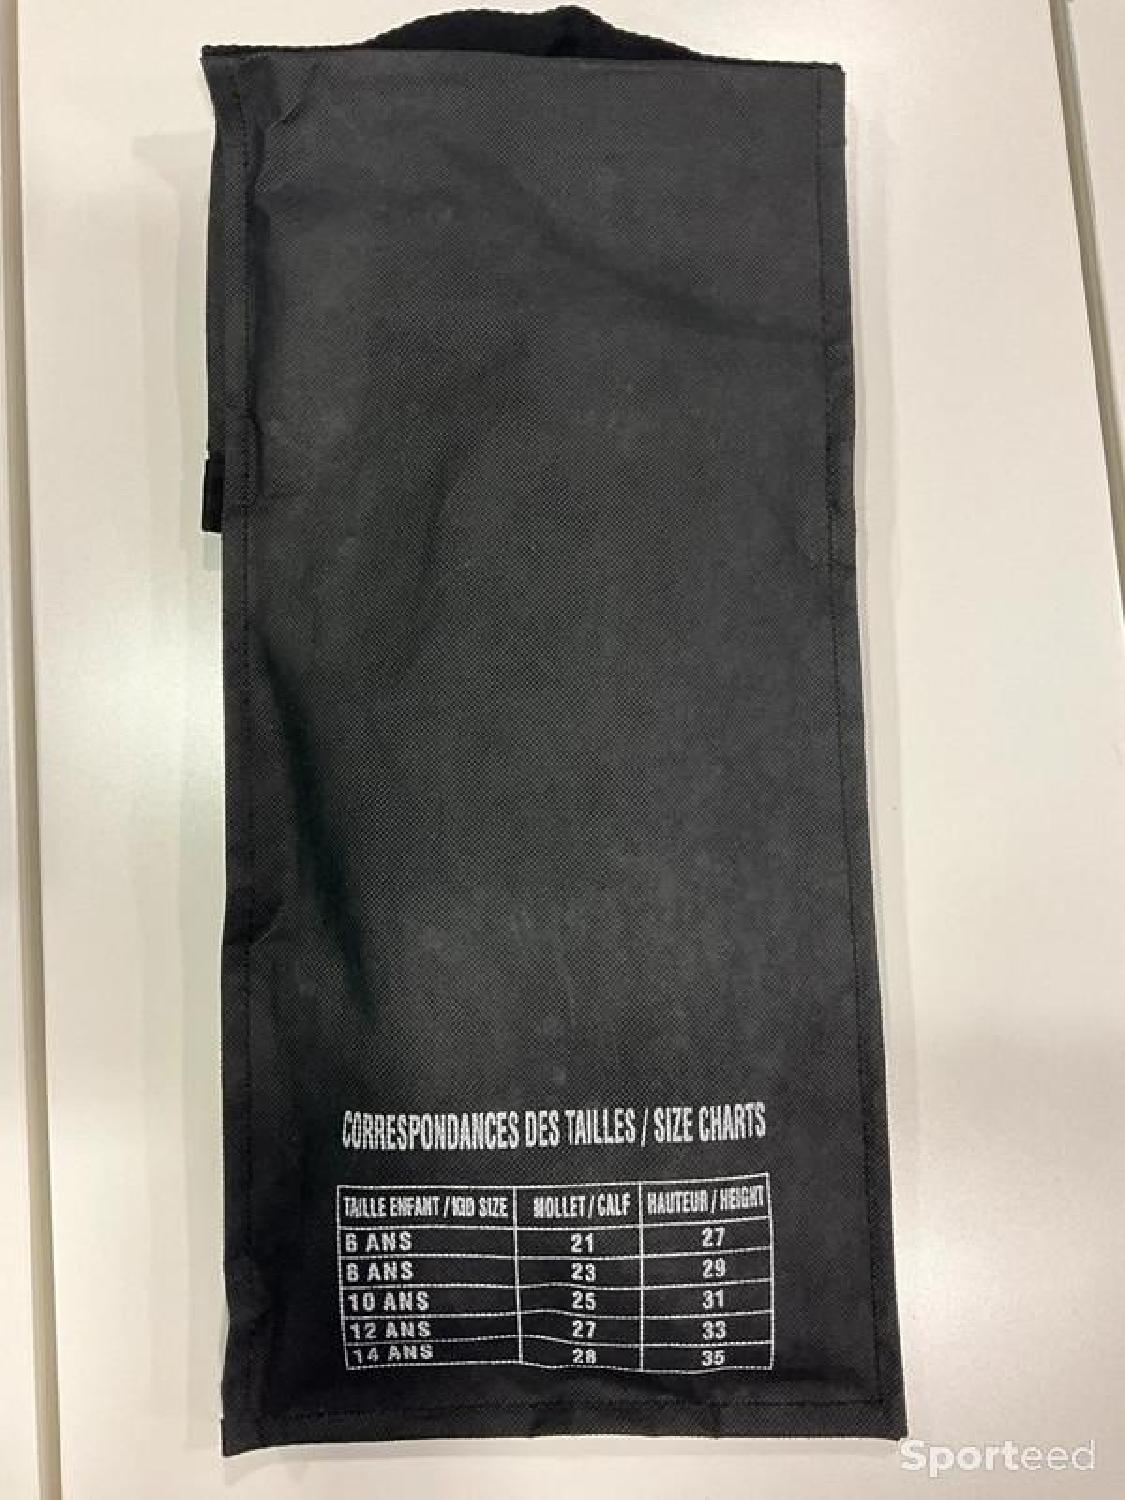 CORRESPONDANCES DES TAILLES / SIZE CHARTS
TAILLE ENFANT / KID SIZE MOLLET / CALF HAUTEUR / HEIGHT
6 ANS 21 27
8 ANS 23 29
10 ANS 25 31
12 ANS 27 33
14 ANS 28 35
Sporteed